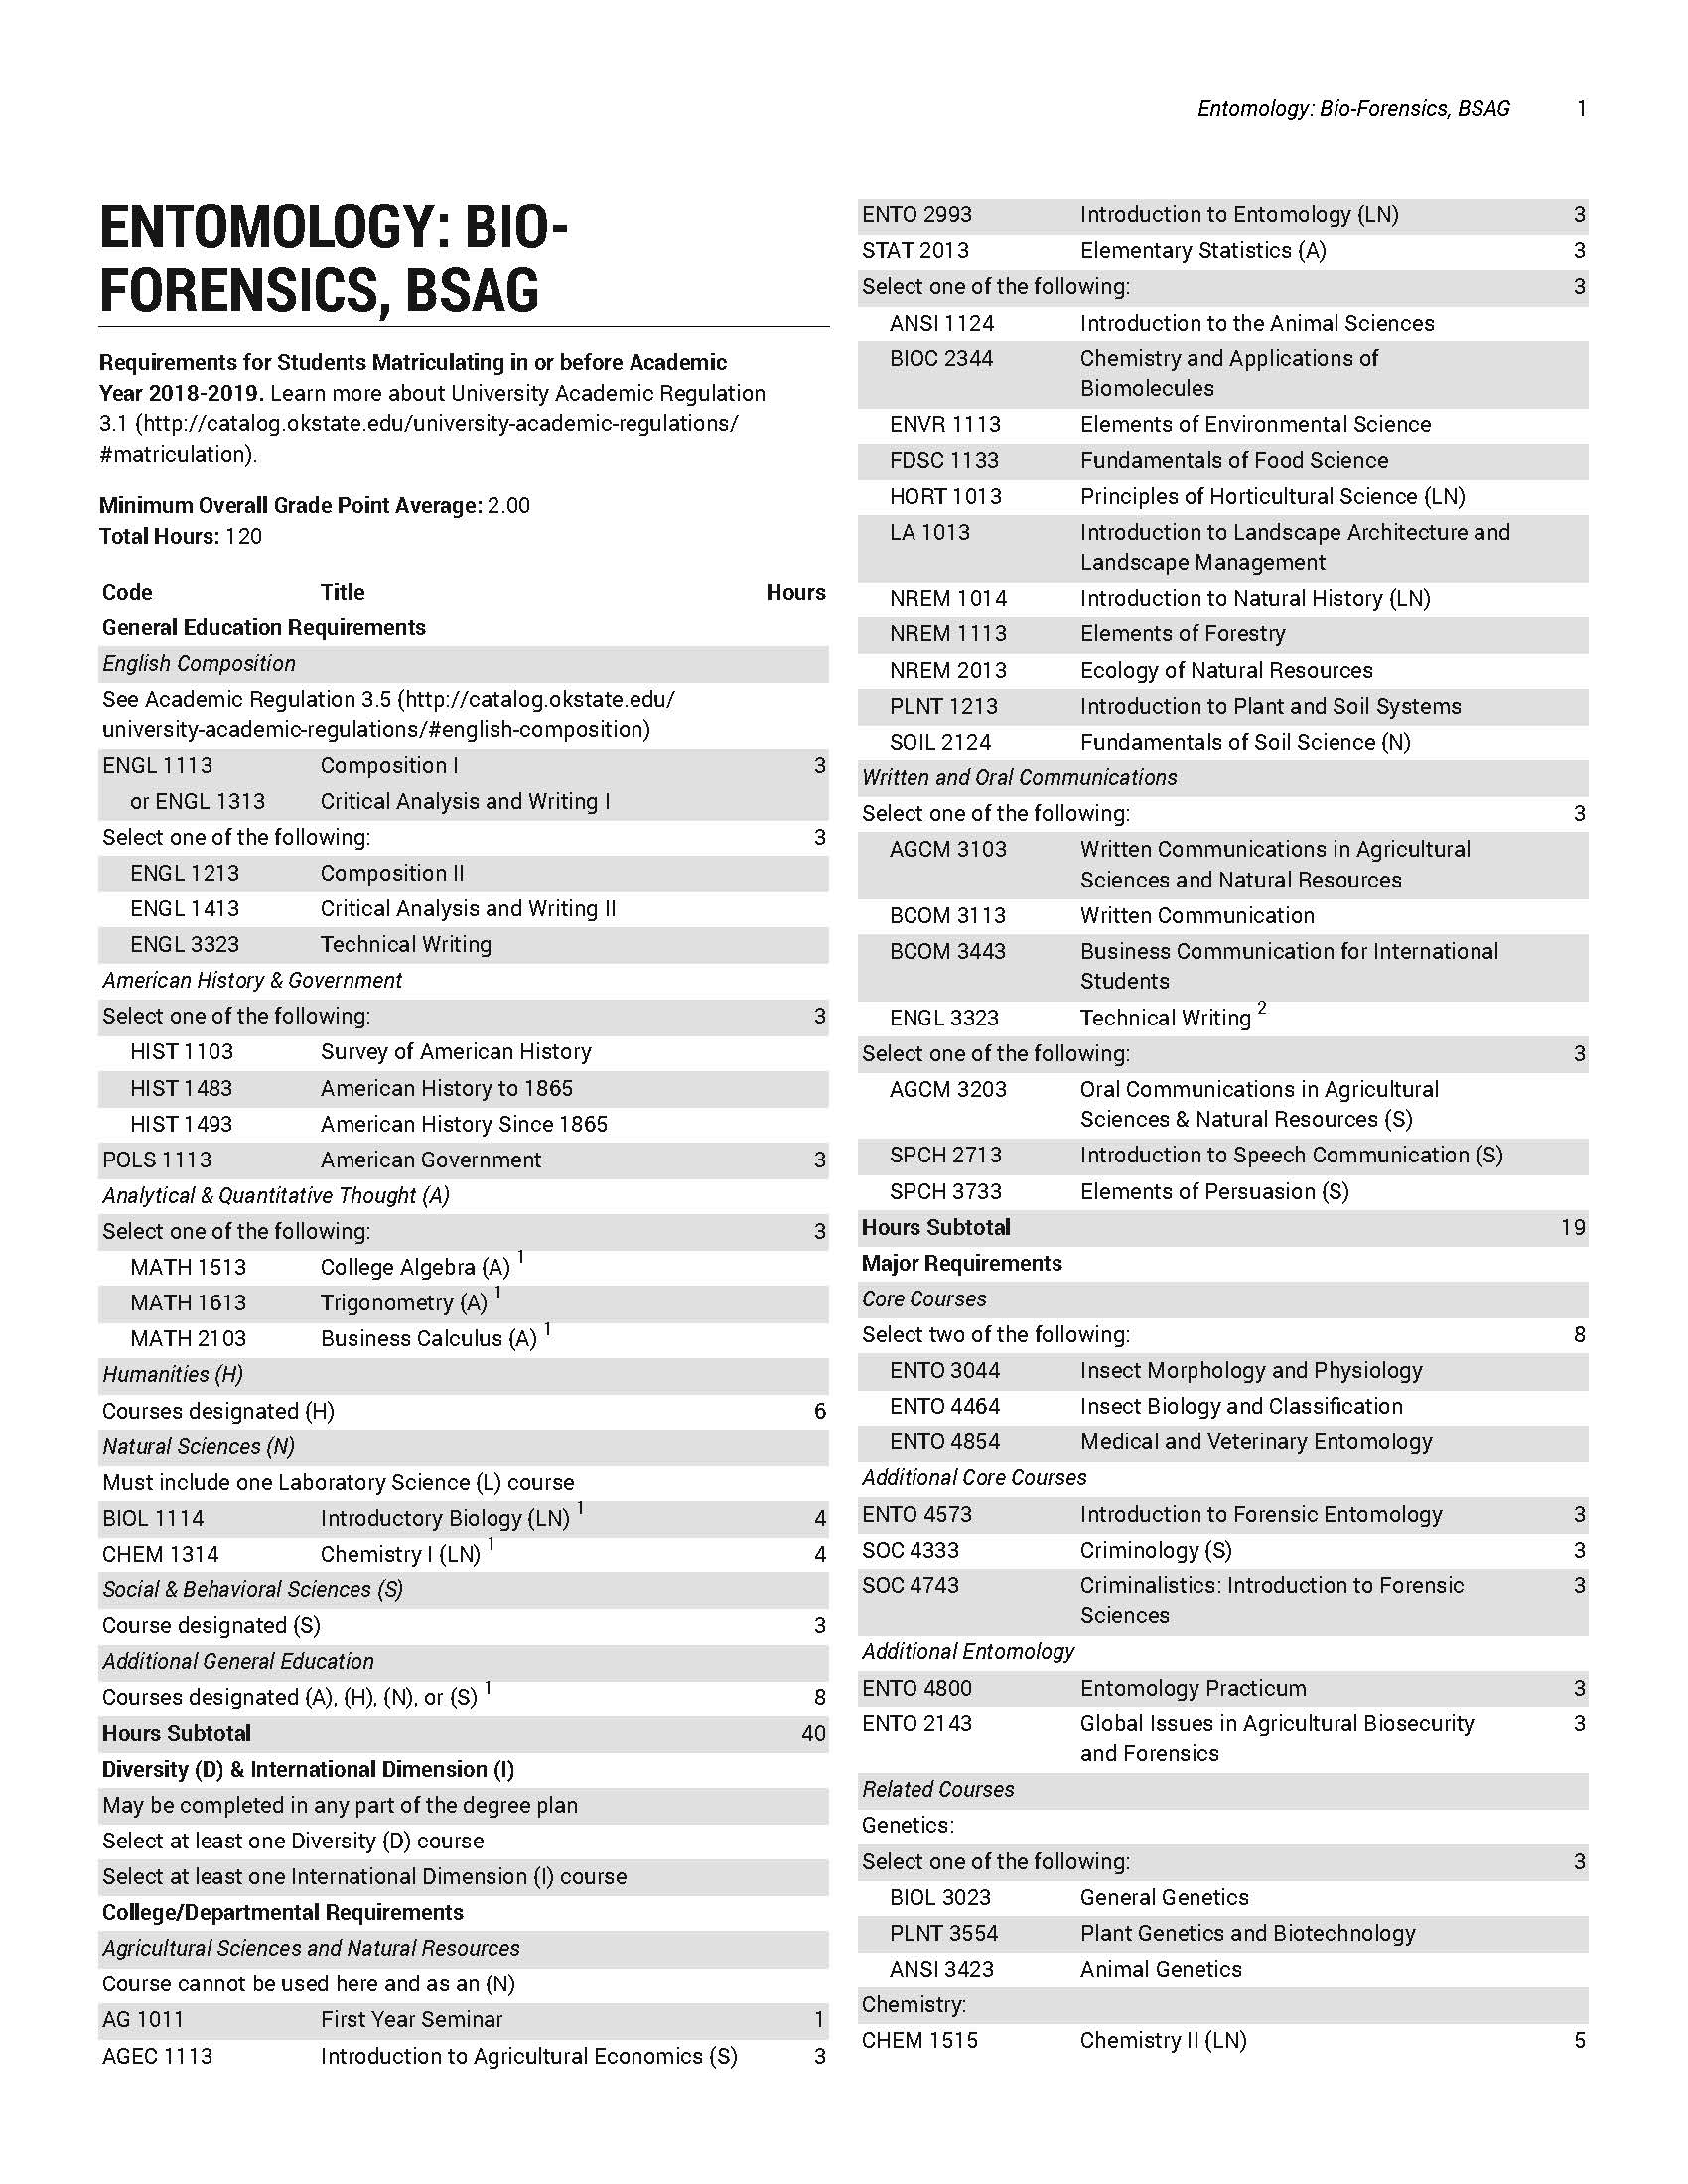 Entomology: Bio-Forensics, BSAG 1
ENTOMOLOGY: BIO-
FORENSICS, BSAG
Requirements for Students Matriculating in or before Academic
Year 2018-2019. Learn more about University Academic Regulation
3.1 (http://catalog.okstate.edu/university-academic-regulations/
#matriculation).
Minimum Overall Grade Point Average: 2.00
Total Hours: 120
Code Title Hours
General Education Requirements
English Composition
See Academic Regulation 3.5 (http://catalog.okstate.edu/
university-academic-regulations/#english-composition)
ENGL 1113 Composition I 3
or ENGL 1313 Critical Analysis and Writing I
Select one of the following: 3
ENGL 1213 Composition II
ENGL 1413 Critical Analysis and Writing II
ENGL 3323 Technical Writing
American History & Government
Select one of the following: 3
HIST 1103 Survey of American History
HIST 1483 American History to 1865
HIST 1493 American History Since 1865
POLS 1113 American Government 3
Analytical & Quantitative Thought (A)
Select one of the following: 3
MATH 1513 College Algebra (A) 1
MATH 1613 Trigonometry (A) 1
MATH 2103 Business Calculus (A) 1
Humanities (H)
Courses designated (H) 6
Natural Sciences (N)
Must include one Laboratory Science (L) course
BIOL 1114 Introductory Biology (LN) 1 4
CHEM 1314 Chemistry I (LN) 1 4
Social & Behavioral Sciences (S)
Course designated (S) 3
Additional General Education
Courses designated (A), (H), (N), or (S) 1 8
Hours Subtotal 40
Diversity (D) & International Dimension (I)
May be completed in any part of the degree plan
Select at least one Diversity (D) course
Select at least one International Dimension (I) course
College/Departmental Requirements
Agricultural Sciences and Natural Resources
Course cannot be used here and as an (N)
AG 1011 First Year Seminar 1
AGEC 1113 Introduction to Agricultural Economics (S) 3
ENTO 2993 Introduction to Entomology (LN) 3
STAT 2013 Elementary Statistics (A) 3
Select one of the following: 3
ANSI 1124 Introduction to the Animal Sciences
BIOC 2344 Chemistry and Applications of
Biomolecules
ENVR 1113 Elements of Environmental Science
FDSC 1133 Fundamentals of Food Science
HORT 1013 Principles of Horticultural Science (LN)
LA 1013 Introduction to Landscape Architecture and
Landscape Management
NREM 1014 Introduction to Natural History (LN)
NREM 1113 Elements of Forestry
NREM 2013 Ecology of Natural Resources
PLNT 1213 Introduction to Plant and Soil Systems
SOIL 2124 Fundamentals of Soil Science (N)
Written and Oral Communications
Select one of the following: 3
AGCM 3103 Written Communications in Agricultural
Sciences and Natural Resources
BCOM 3113 Written Communication
BCOM 3443 Business Communication for International
Students
ENGL 3323 Technical Writing 2
Select one of the following: 3
AGCM 3203 Oral Communications in Agricultural
Sciences & Natural Resources (S)
SPCH 2713 Introduction to Speech Communication (S)
SPCH 3733 Elements of Persuasion (S)
Hours Subtotal 19
Major Requirements
Core Courses
Select two of the following: 8
ENTO 3044 Insect Morphology and Physiology
ENTO 4464 Insect Biology and Classification
ENTO 4854 Medical and Veterinary Entomology
Additional Core Courses
ENTO 4573 Introduction to Forensic Entomology 3
SOC 4333 Criminology (S) 3
SOC 4743 Criminalistics: Introduction to Forensic 3
Sciences
Additional Entomology
ENTO 4800 Entomology Practicum 3
ENTO 2143 Global Issues in Agricultural Biosecurity 3
and Forensics
Related Courses
Genetics:
Select one of the following: 3
BIOL 3023 General Genetics
PLNT 3554 Plant Genetics and Biotechnology
ANSI 3423 Animal Genetics
Chemistry:
CHEM 1515 Chemistry II (LN) 5